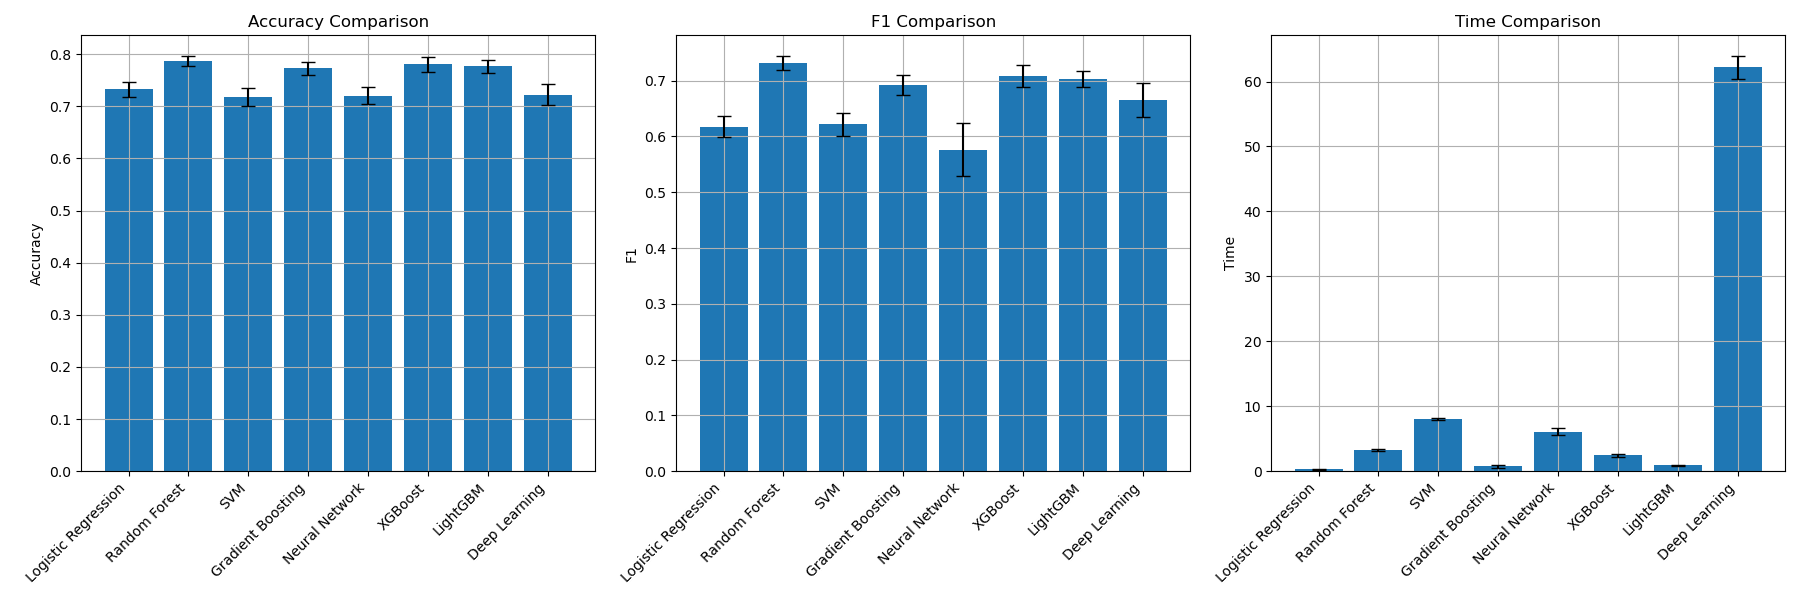 Accuracy Comparison
Accuracy
0.8
0.7
0.6
0.5
0.4
0.3
0.2
0.1
0.0
Logistic Regression
Random Forest
SVM
Gradient Boosting
Neural Network
XGBoost
LightGBM
Deep Learning
F1 Comparison
F1
0.7
0.6
0.5
0.4
0.3
0.2
0.1
0.0
Logistic Regression
Random Forest
SVM
Gradient Boosting
Neural Network
XGBoost
LightGBM
Deep Learning
Time Comparison
Time
60
50
40
30
20
10
0
Logistic Regression
Random Forest
SVM
Gradient Boosting
Neural Network
XGBoost
LightGBM
Deep Learning